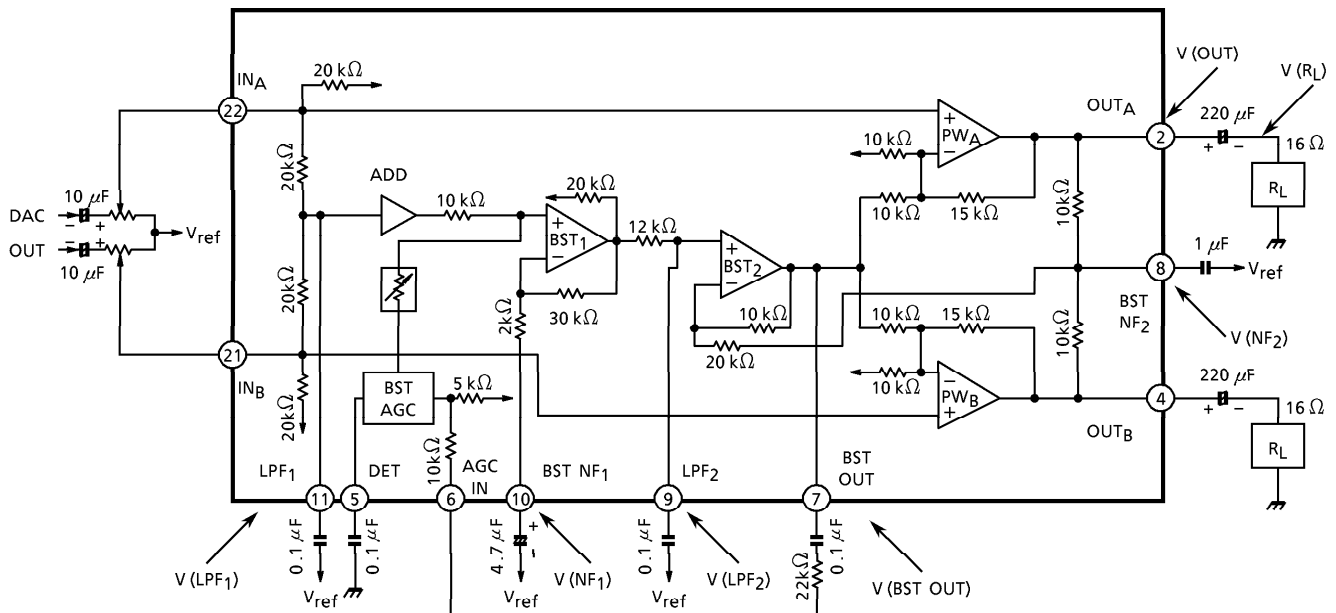 V (OUT)
IN_A
20 kΩ
V (R_L)
OUT_A
220 µF
22
+
PW_A
−
2
+
−
16 Ω
10 kΩ
R_L
20kΩ
ADD
20 kΩ
10 kΩ
15 kΩ
10kΩ
10 µF
10 kΩ
12 kΩ
1 µF
DAC
−
+
V_ref
+
BST_1
−
+
BST_2
−
8
V_ref
OUT
−
+
10 µF
20kΩ
2kΩ
30 kΩ
10 kΩ
20 kΩ
10 kΩ
15 kΩ
10kΩ
BST
NF_2
V (NF_2)
21
IN_B
10 kΩ
−
PW_B
+
220 µF
4
+
−
16 Ω
R_L
BST
AGC
5 kΩ
20kΩ
10kΩ
OUT_B
LPF_1
DET
AGC
IN
BST NF_1
LPF_2
BST
OUT
11
5
6
10
9
7
V (LPF_1)
0.1 µF
0.1 µF
4.7 µF
+
-
V (NF_1)
0.1 µF
V (LPF_2)
22kΩ
0.1 µF
V (BST OUT)
V_ref
V_ref
V_ref